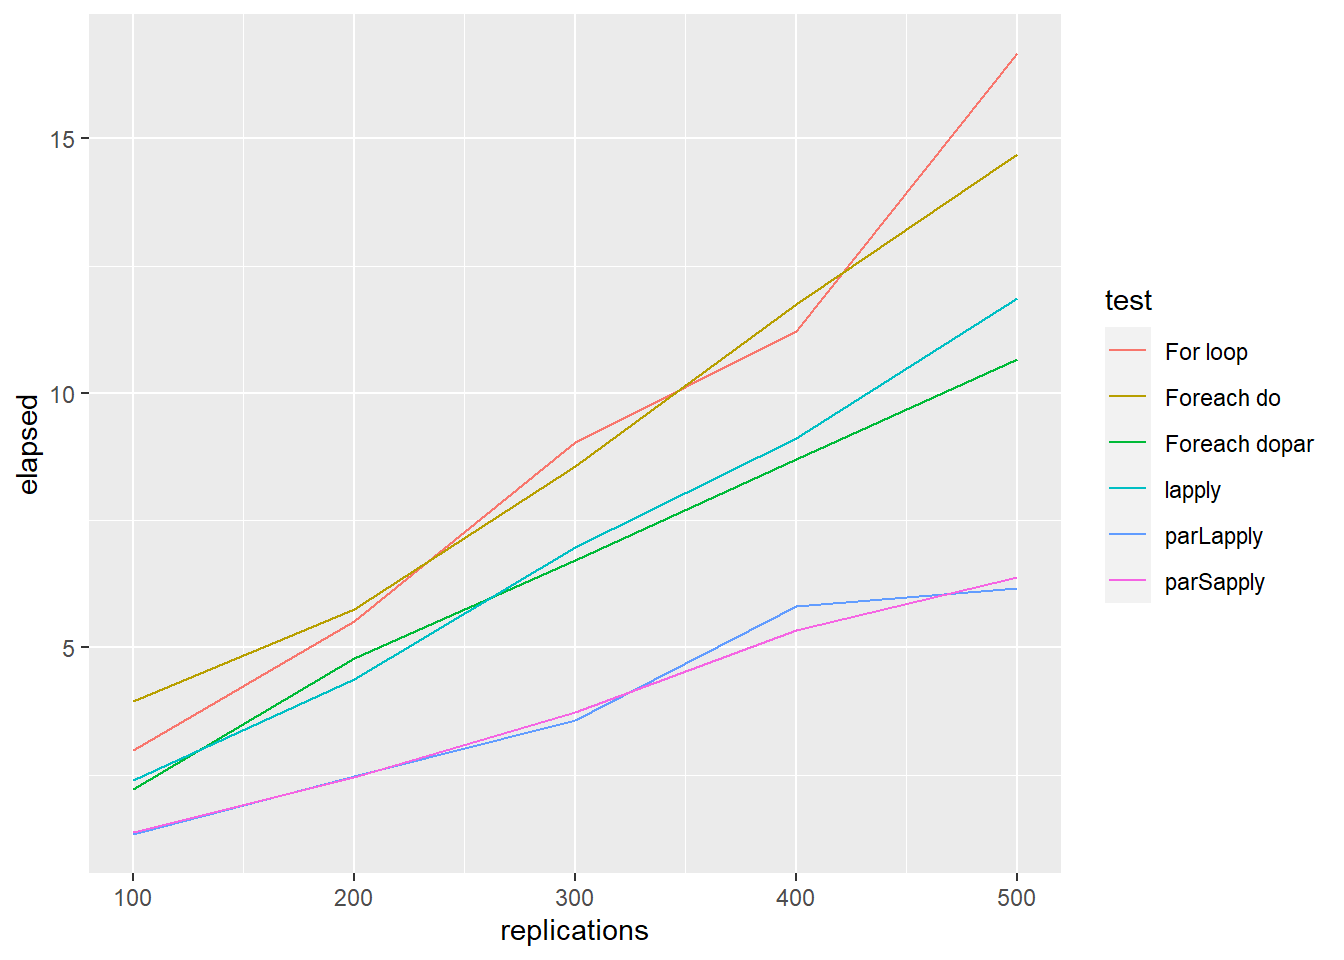 15
10
5
elapsed
100 200 300 400 500
replications
test
For loop
Foreach do
Foreach dopar
lapply
parLapply
parSapply